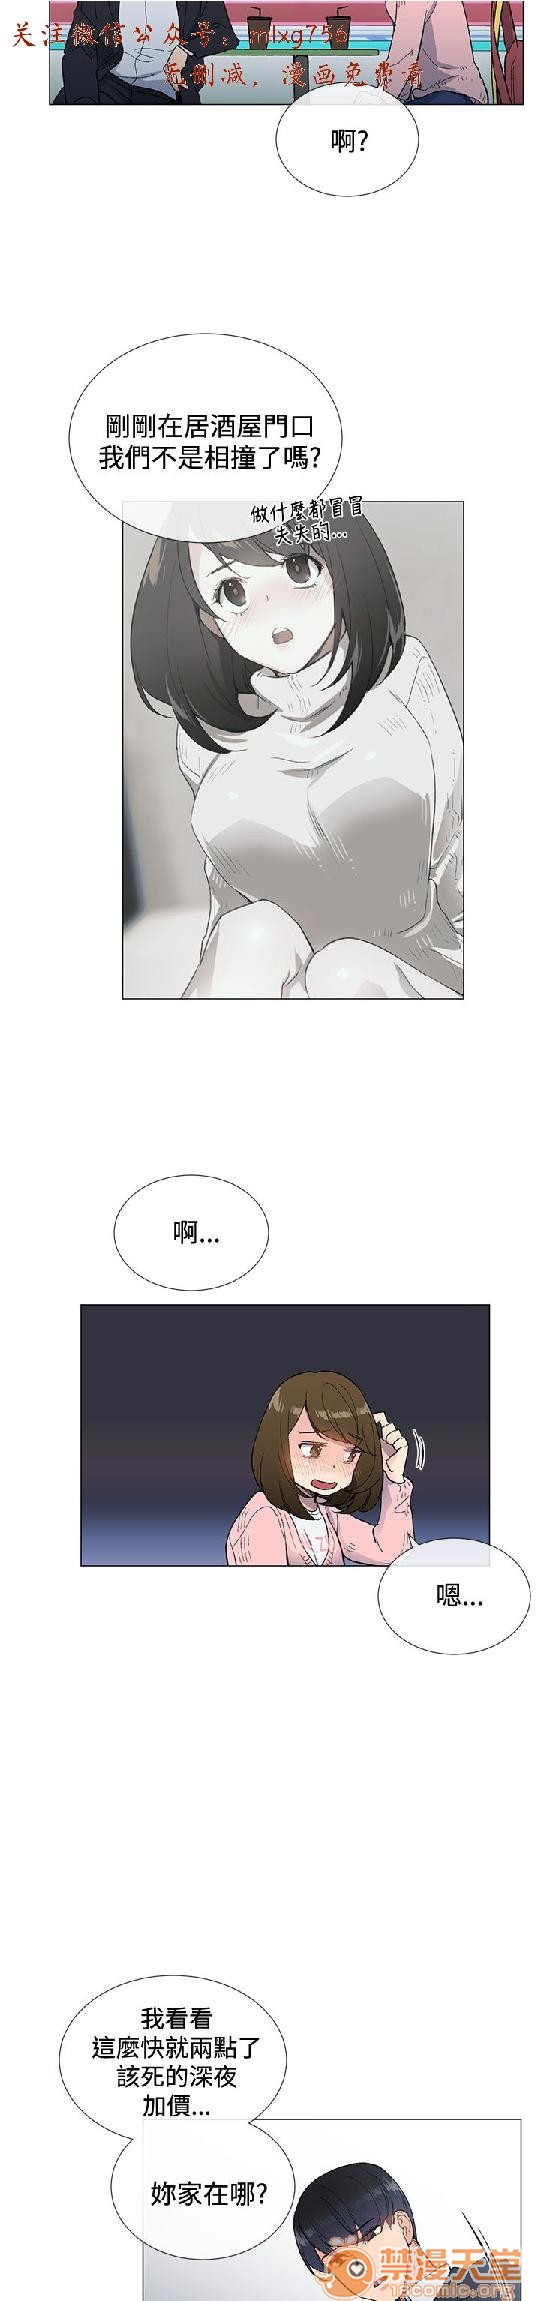 关注微信公众号：mlxg756
无删减，漫画免费看
啊?
剛剛在居酒屋門口
我們不是相撞了嗎?
做什麼都冒冒
失失的...
啊...
嗯...
我看看
這麼快就兩點了
該死的深夜
加價...
妳家在哪?
禁漫天堂
18comic.org